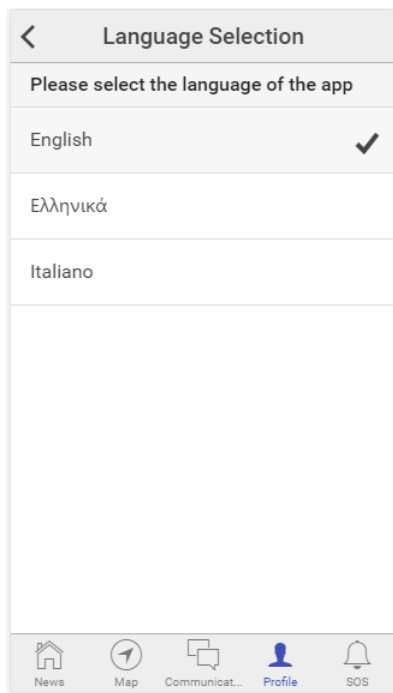 Language Selection
Please select the language of the app
English
Ελληνικά
Italiano
News Map Communicat... Profile SOS